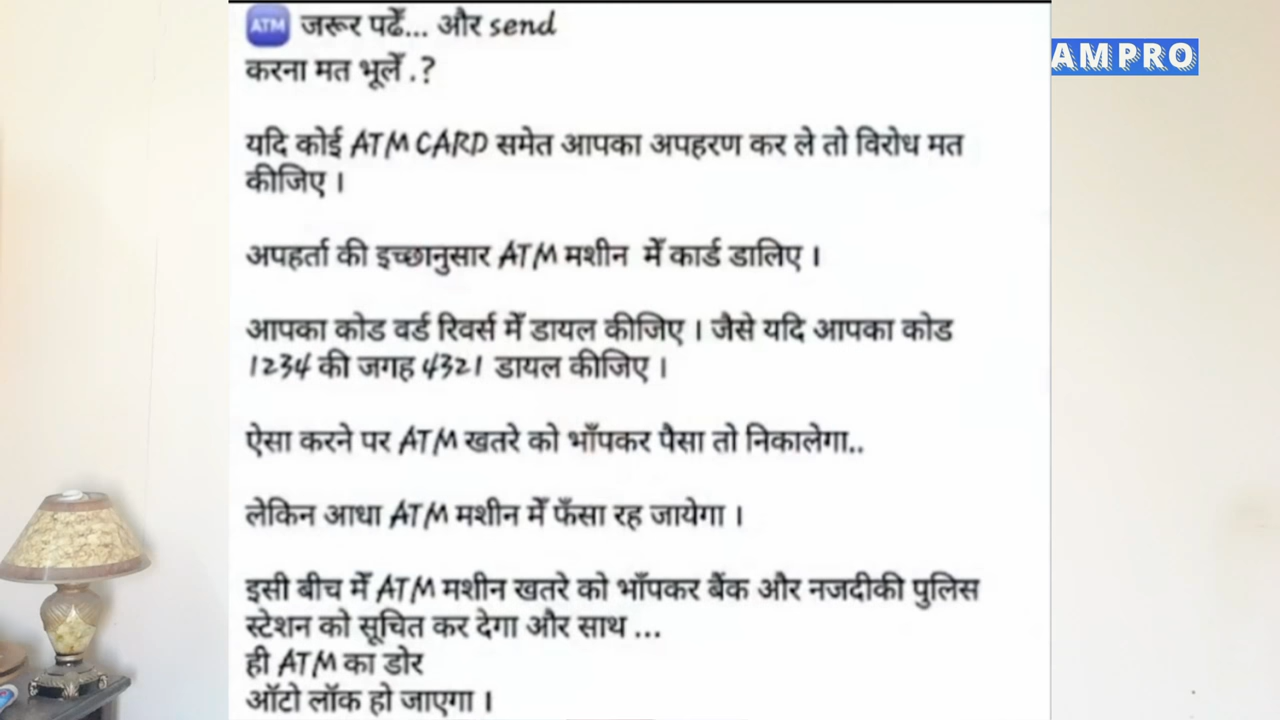 ATM जरूर पढेँ... और send
करना मत भूलेँ .?
यदि कोई ATM CARD समेत आपका अपहरण कर ले तो विरोध मत
कीजिए ।
अपहर्ता की इच्छानुसार ATM मशीन मेँ कार्ड डालिए ।
आपका कोड वर्ड रिवर्स मेँ डायल कीजिए । जैसे यदि आपका कोड
1234 की जगह 4321 डायल कीजिए ।
ऐसा करने पर ATM खतरे को भाँपकर पैसा तो निकालेगा..
लेकिन आधा ATM मशीन मेँ फँसा रह जायेगा ।
इसी बीच मेँ ATM मशीन खतरे को भाँपकर बैंक और नजदीकी पुलिस
स्टेशन को सूचित कर देगा और साथ ...
ही ATM का डोर
ऑटो लॉक हो जाएगा ।
AMPRO